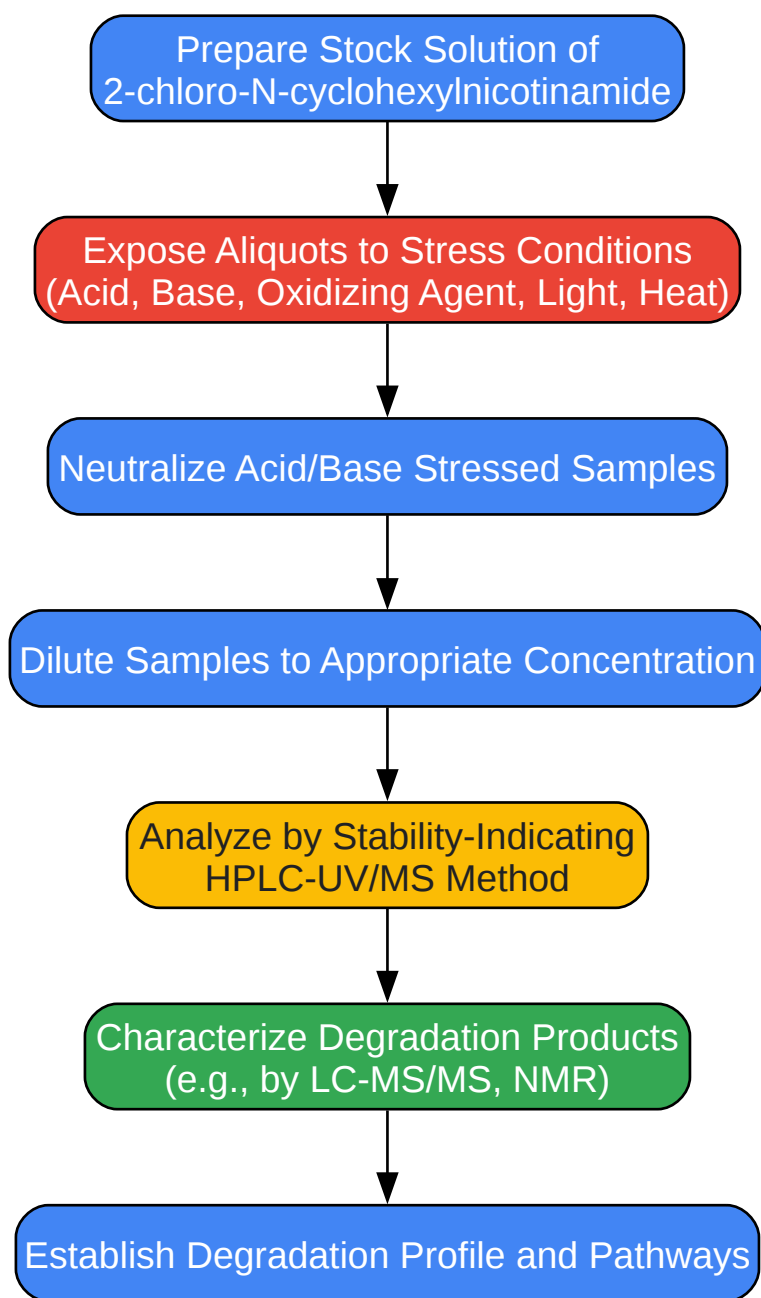 Prepare Stock Solution of
2-chloro-N-cyclohexylnicotinamide
Expose Aliquots to Stress Conditions
(Acid, Base, Oxidizing Agent, Light, Heat)
Neutralize Acid/Base Stressed Samples
Dilute Samples to Appropriate Concentration
Analyze by Stability-Indicating
HPLC-UV/MS Method
Characterize Degradation Products
(e.g., by LC-MS/MS, NMR)
Establish Degradation Profile and Pathways